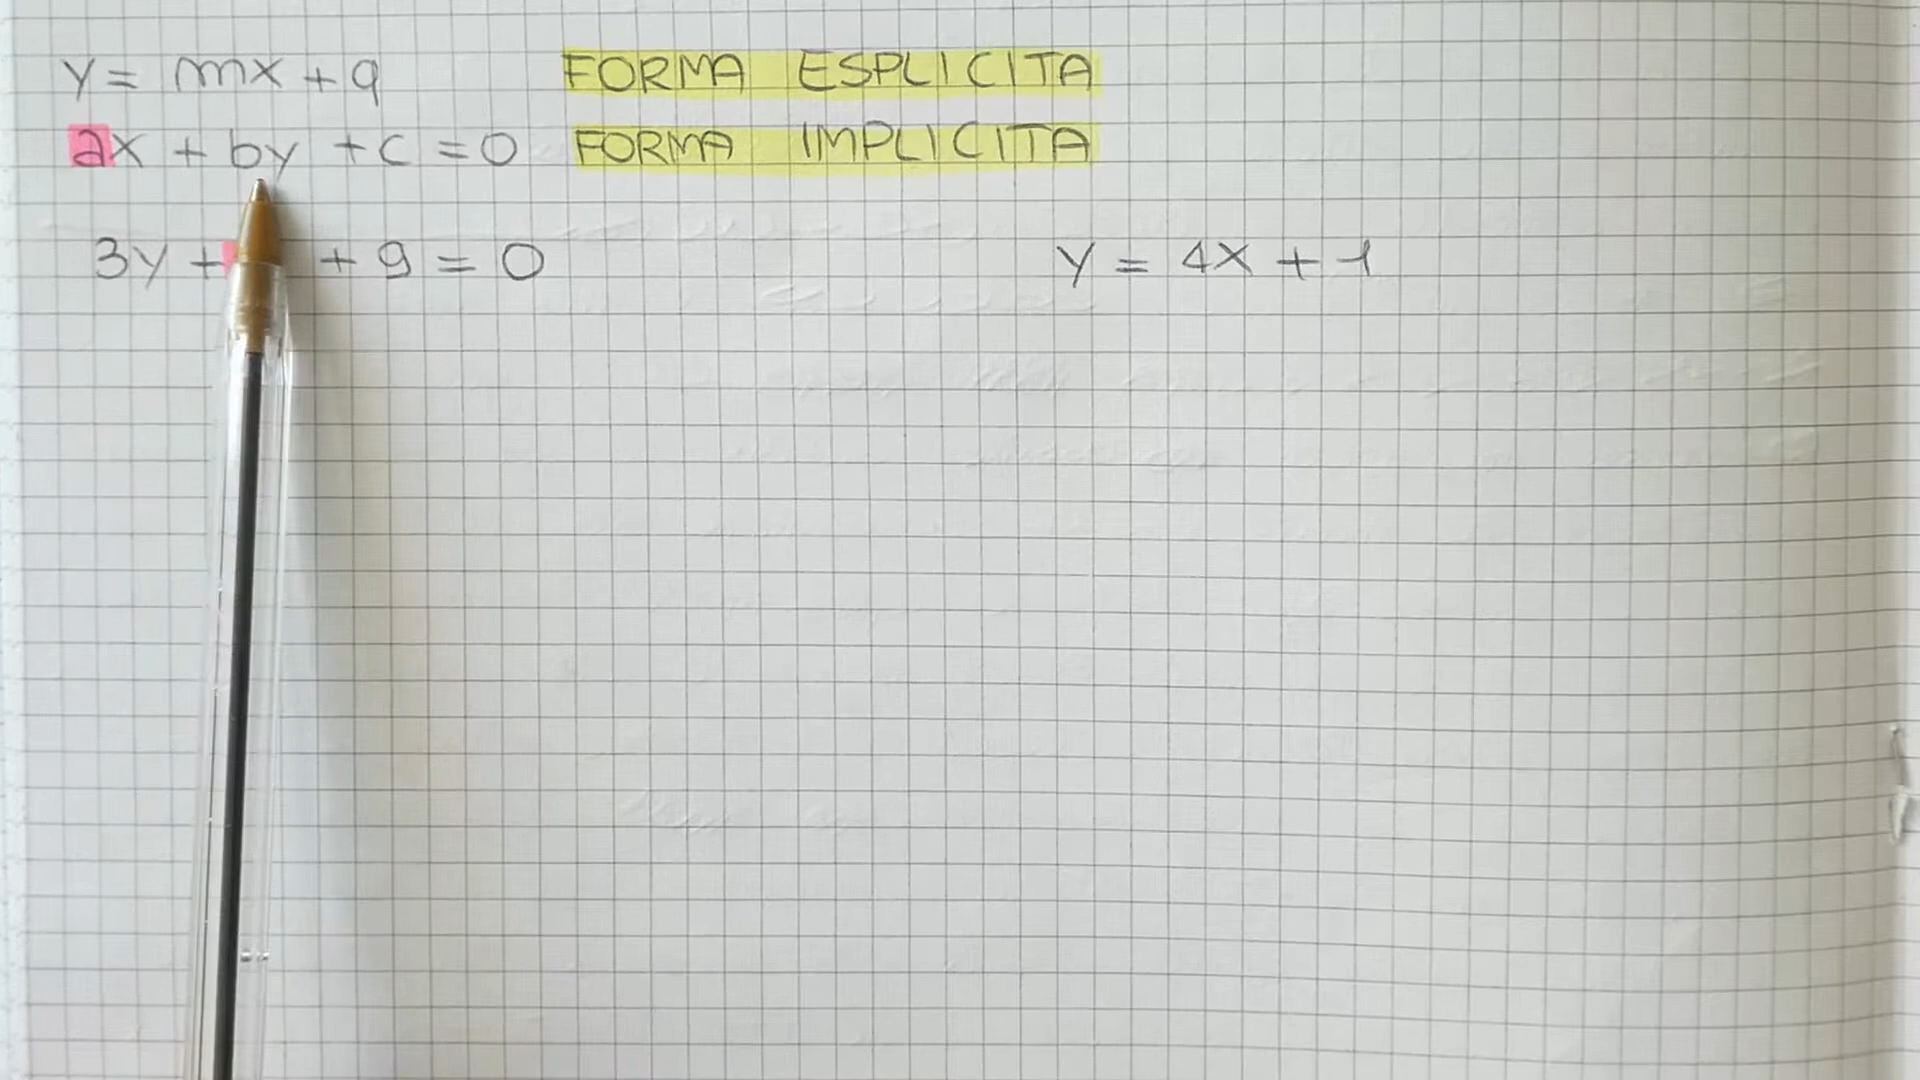 y = mx + q FORMA ESPLICITA
ax + by + c = 0 FORMA IMPLICITA
3y + + 9 = 0 y = 4x + 1